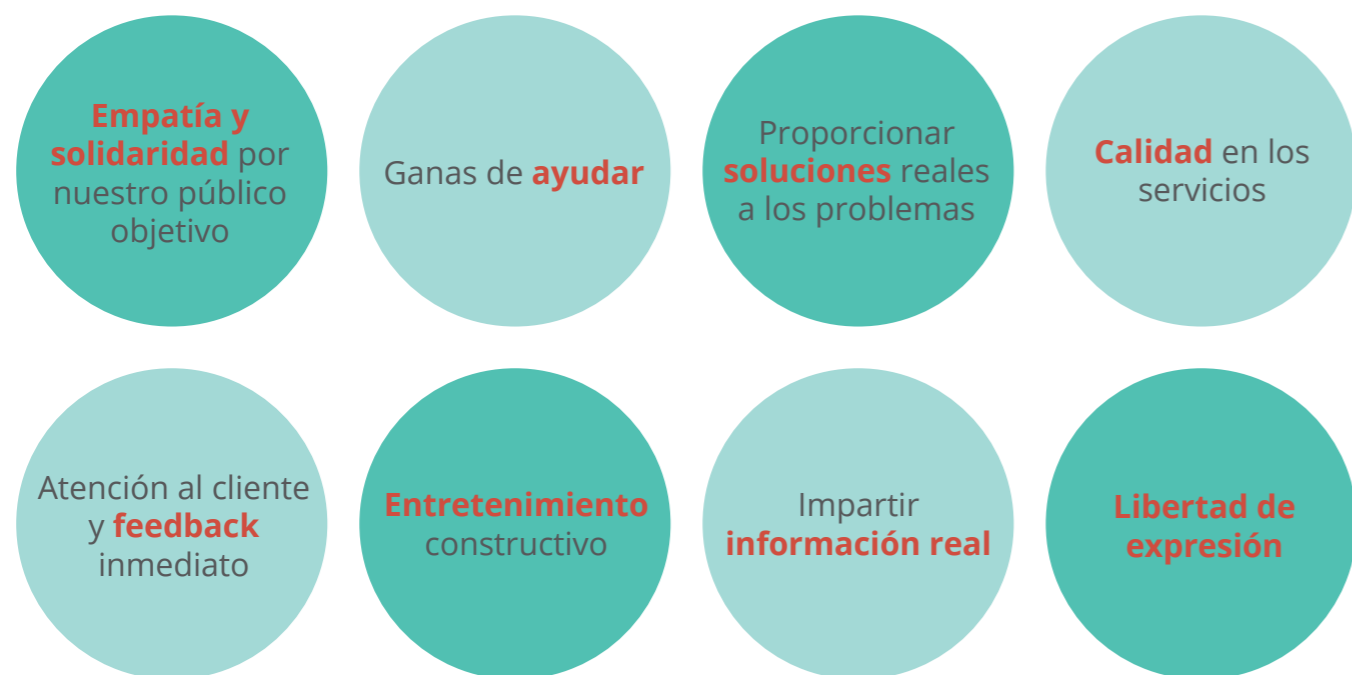 Empatía y
solidaridad por
nuestro público
objetivo
Ganas de ayudar
Proporcionar
soluciones reales
a los problemas
Calidad en los
servicios
Atención al cliente
y feedback
inmediato
Entretenimiento
constructivo
Impartir
información real
Libertad de
expresión